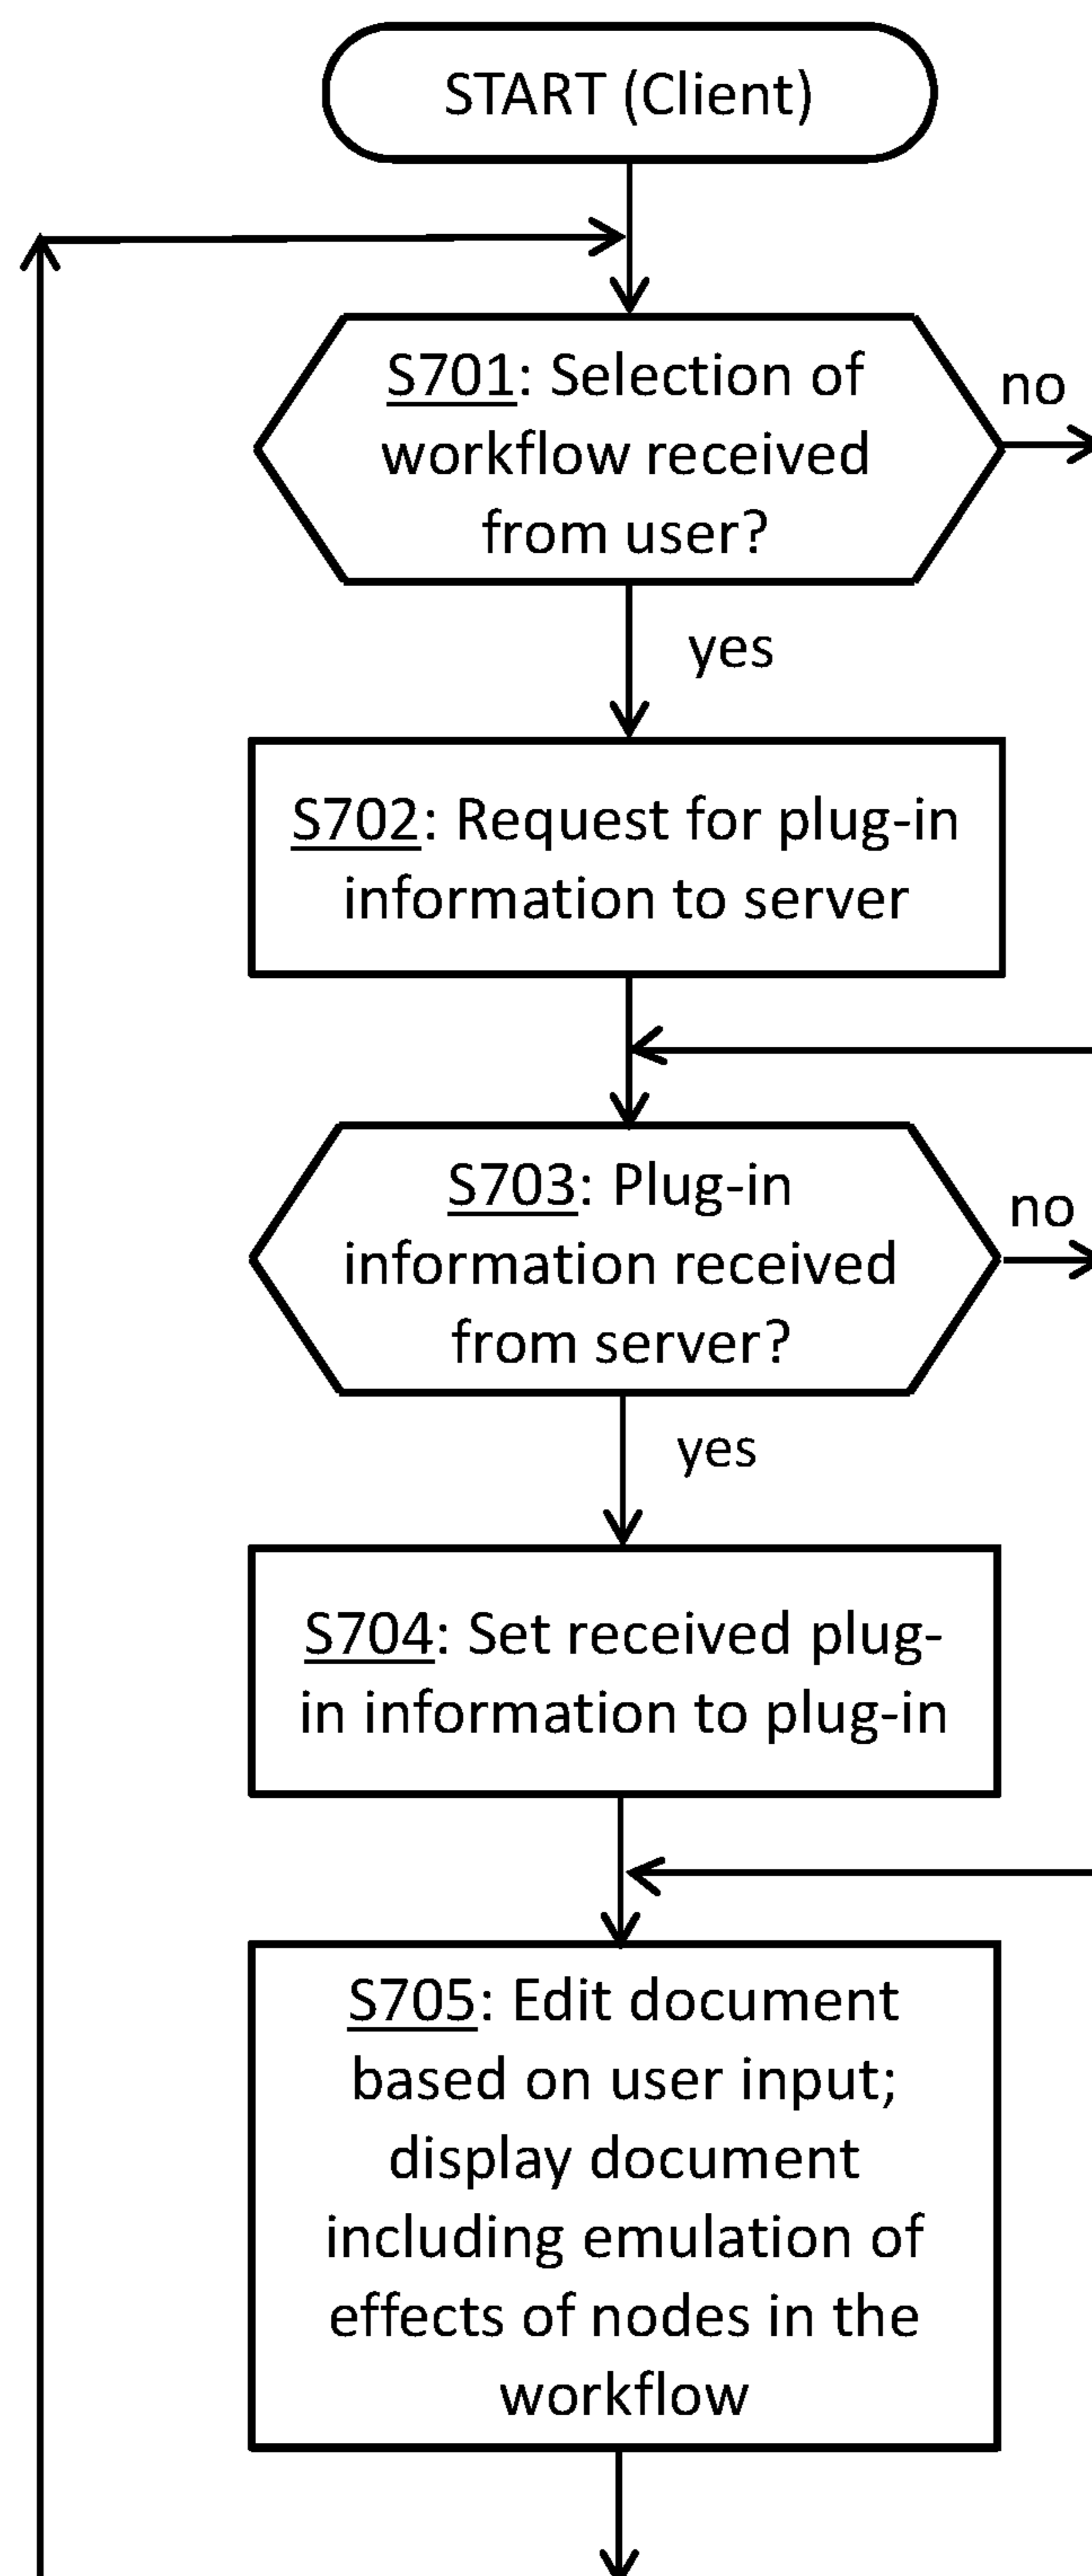 START (Client)
S701: Selection of
workflow received
from user?
no
yes
S702: Request for plug-in
information to server
S703: Plug-in
information received
from server?
no
yes
S704: Set received plug-
in information to plug-in
S705: Edit document
based on user input;
display document
including emulation of
effects of nodes in the
workflow